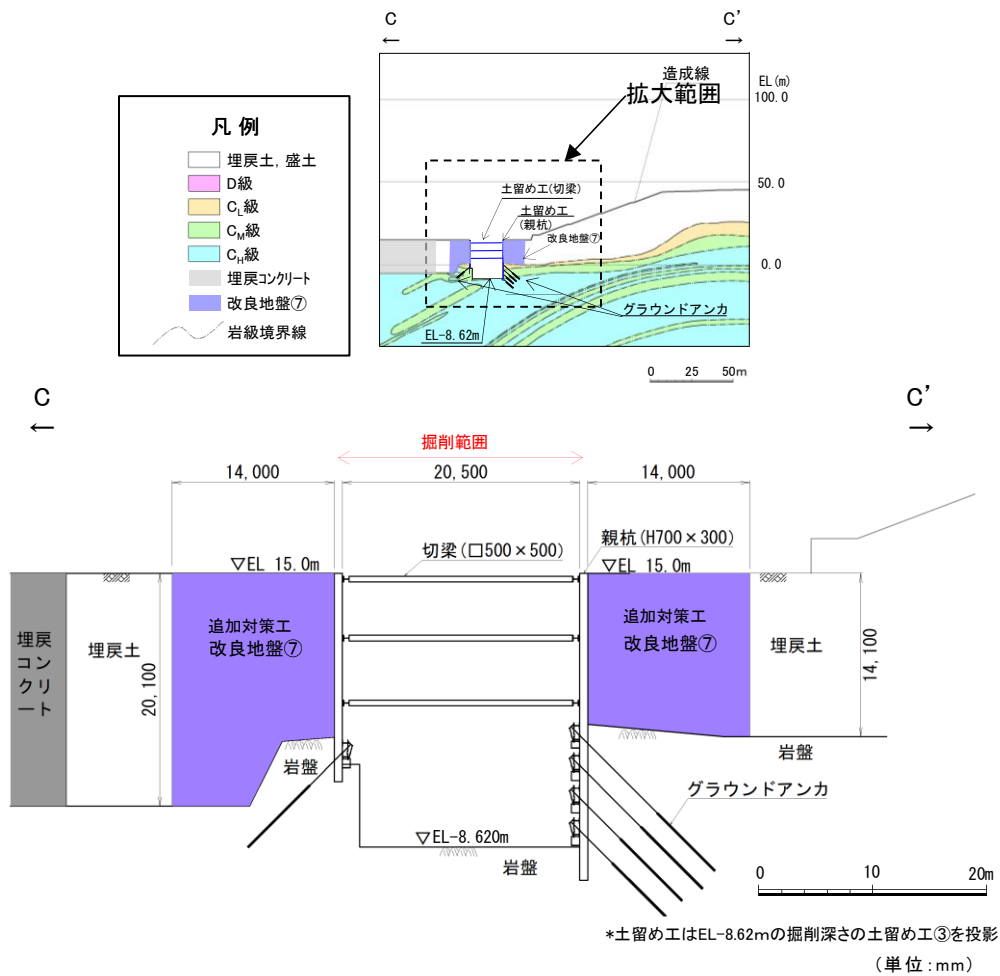 C
←
C’
→
凡 例
埋戻土，盛土
D級
CL級
CM級
CH級
埋戻コンクリート
改良地盤⑦
岩級境界線
造成線
拡大範囲
EL(m)
100.0
50.0
0.0
土留め工(切梁)
土留め工
(親杭)
改良地盤⑦
グラウンドアンカ
EL-8.62m
0 25 50m
C
←
C’
→
掘削範囲
14,000
20,500
14,000
切梁(□500×500)
親杭(H700×300)
▽EL 15.0m
▽EL 15.0m
埋戻
コン
クリ
ート
埋戻土
20,100
追加対策工
改良地盤⑦
岩盤
追加対策工
改良地盤⑦
埋戻土
14,100
岩盤
グラウンドアンカ
▽EL-8.620m
岩盤
0 10 20m
*土留め工はEL-8.62mの掘削深さの土留め工③を投影
（単位:mm）